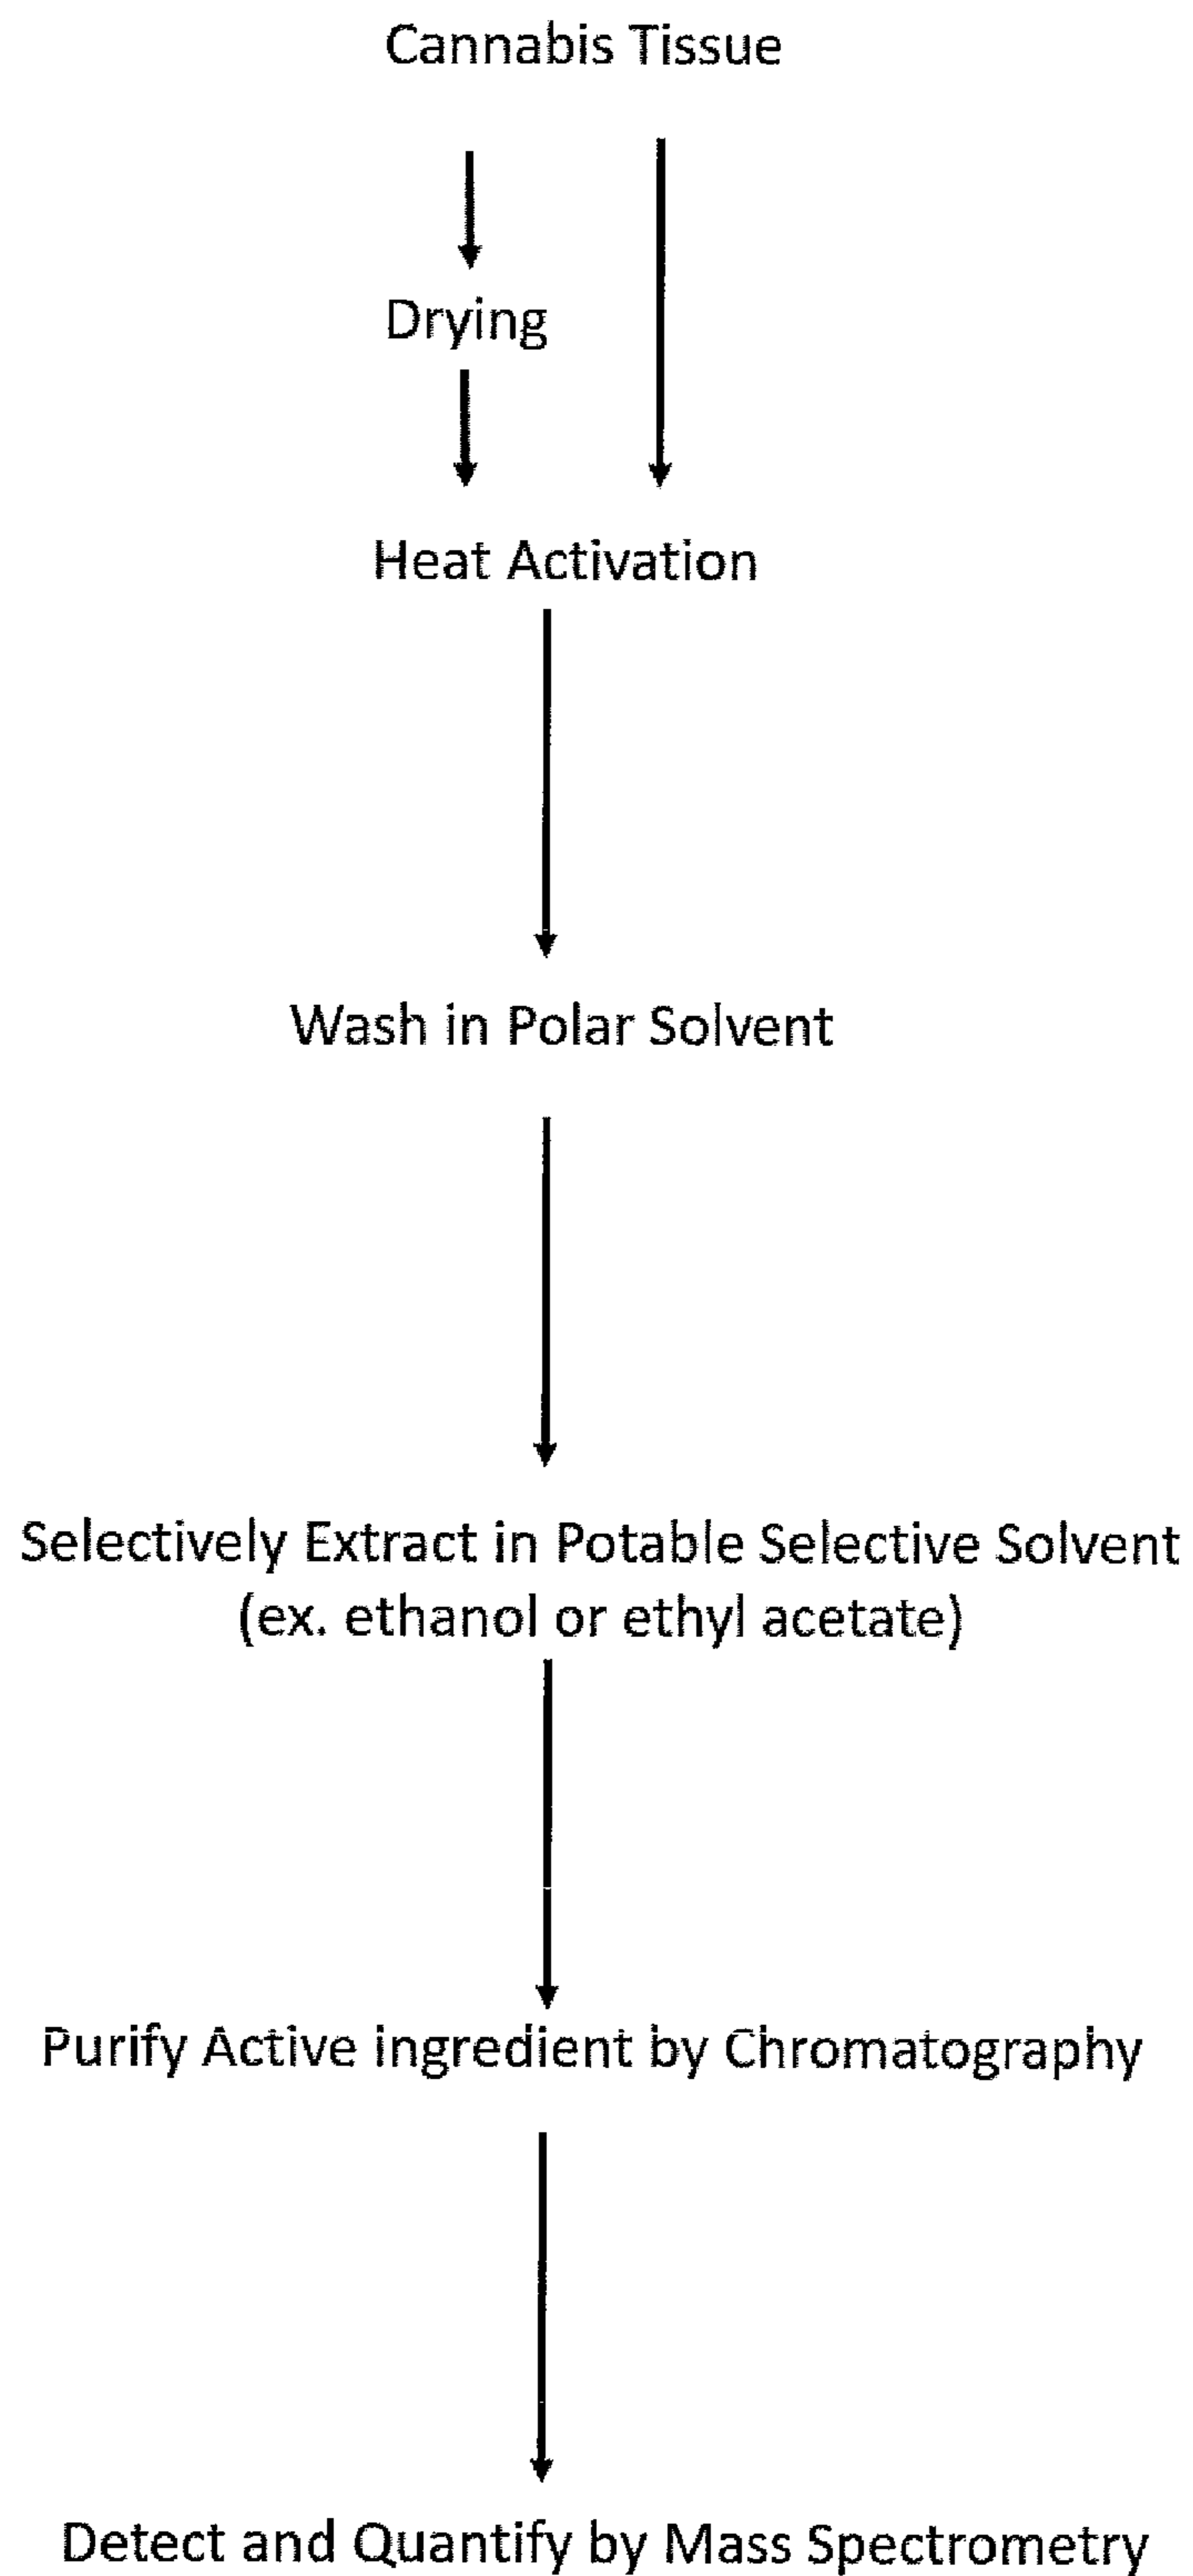 Cannabis Tissue
Drying
Heat Activation
Wash in Polar Solvent
Selectively Extract in Potable Selective Solvent
(ex. ethanol or ethyl acetate)
Purify Active ingredient by Chromatography
Detect and Quantify by Mass Spectrometry